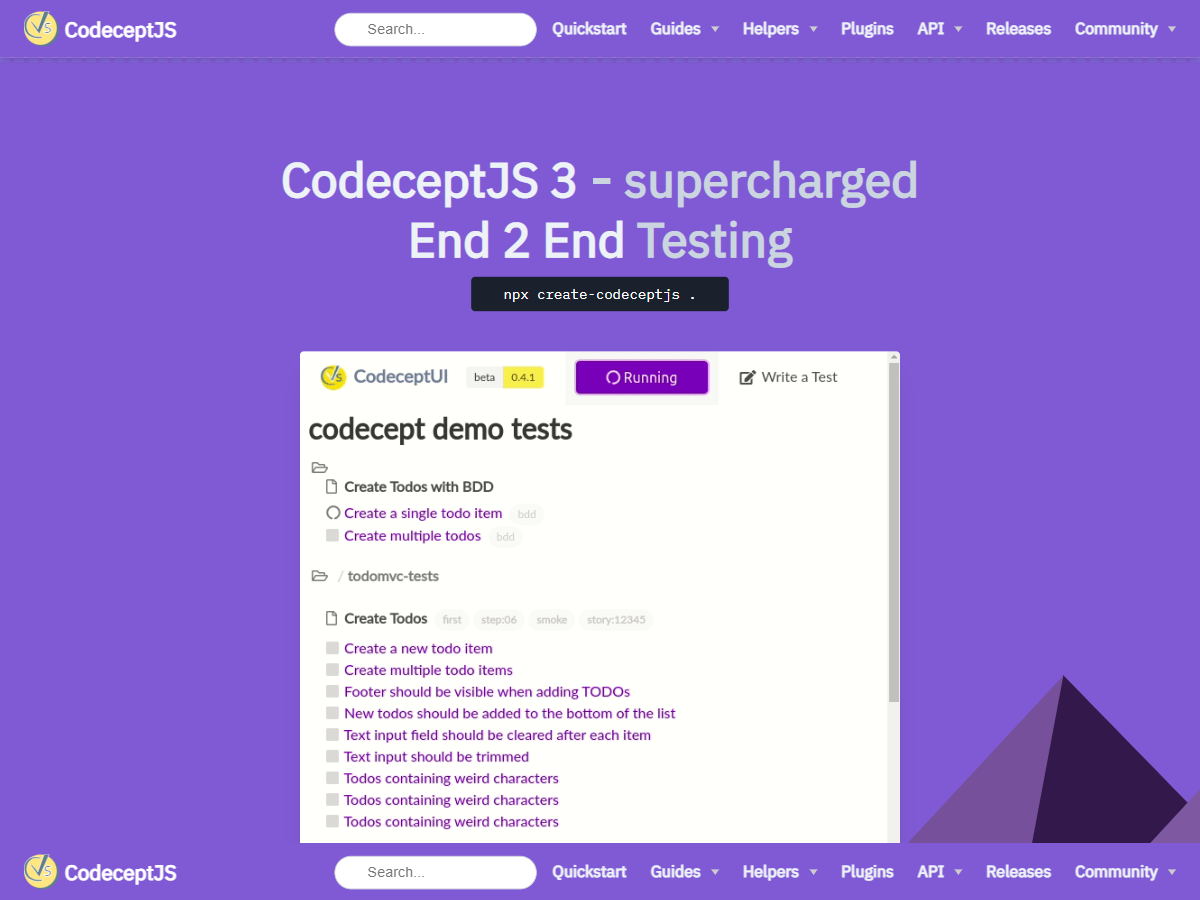 CodeceptJS Search... Quickstart Guides Helpers Plugins API Releases Community
CodeceptJS 3 - supercharged
End 2 End Testing
npx create-codeceptjs .
CodeceptUI beta 0.4.1 Running Write a Test
codecept demo tests
Create Todos with BDD
Create a single todo item bdd
Create multiple todos bdd
/ todomvc-tests
Create Todos first step:06 smoke story:12345
Create a new todo item
Create multiple todo items
Footer should be visible when adding TODOs
New todos should be added to the bottom of the list
Text input field should be cleared after each item
Text input should be trimmed
Todos containing weird characters
Todos containing weird characters
Todos containing weird characters
CodeceptJS Search... Quickstart Guides Helpers Plugins API Releases Community